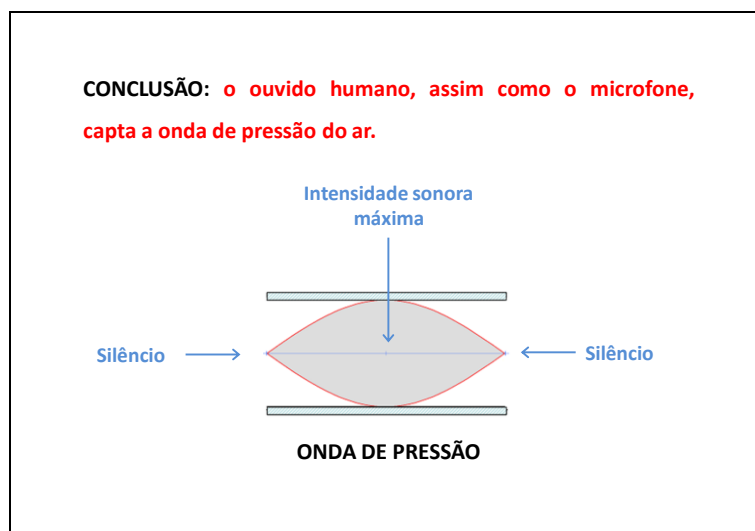 CONCLUSÃO: o ouvido humano, assim como o microfone,
capta a onda de pressão do ar.
Intensidade sonora
máxima
Silêncio
Silêncio
ONDA DE PRESSÃO